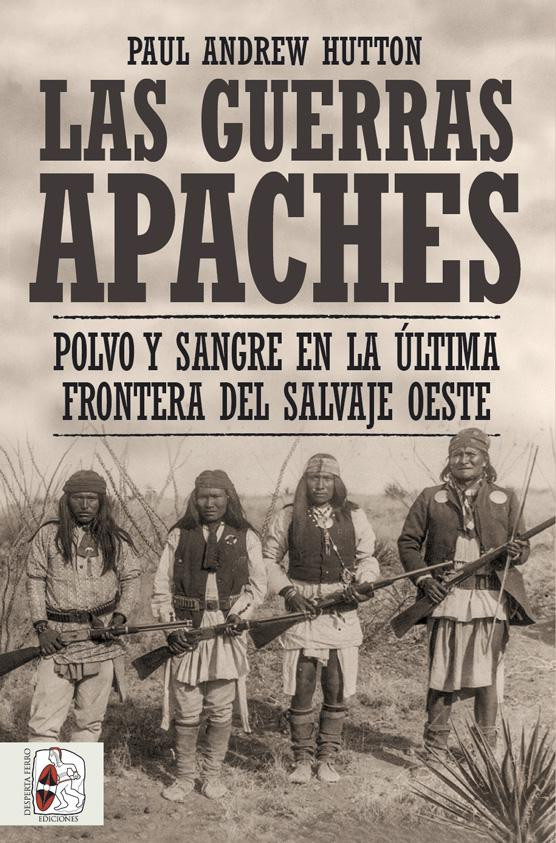 PAUL ANDREW HUTTON
LAS GUERRAS
APACHES
POLVO Y SANGRE EN LA ÚLTIMA
FRONTERA DEL SALVAJE OESTE
DESPERTA FERRO
EDICIONES